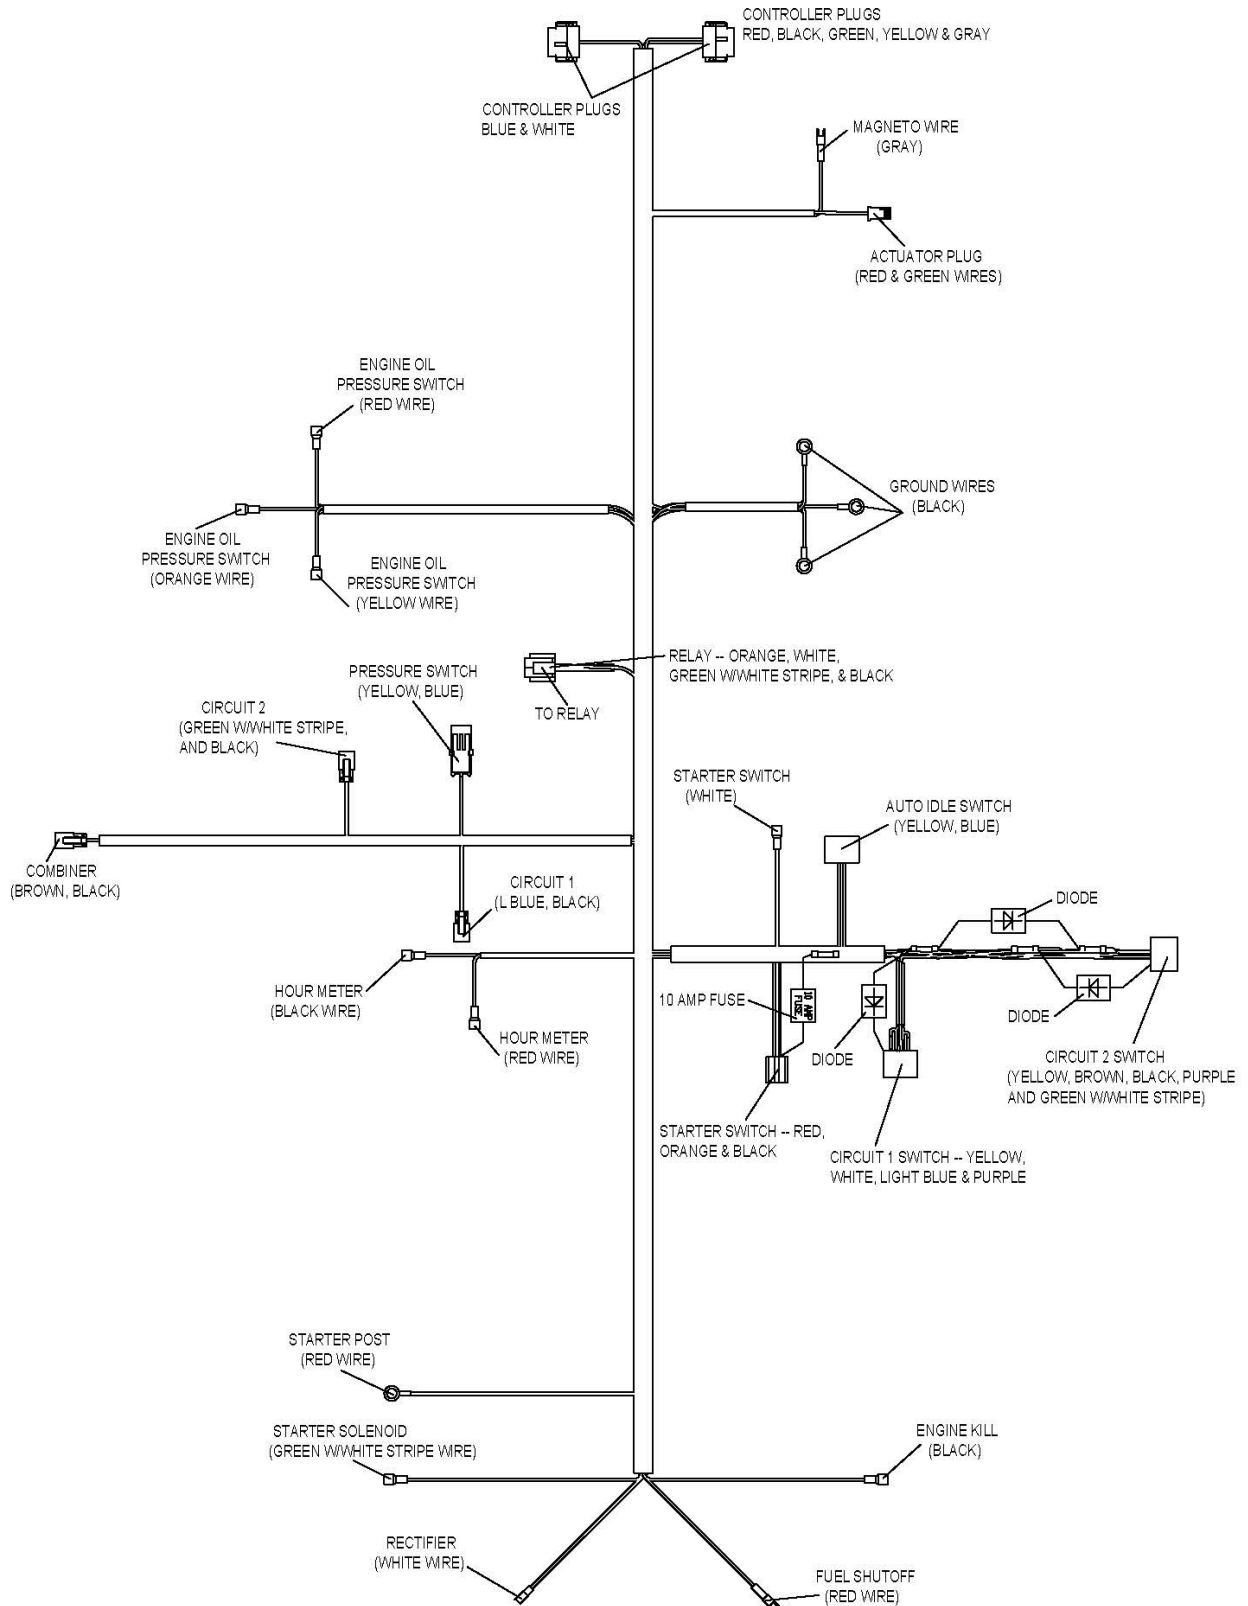 CONTROLLER PLUGS
RED, BLACK, GREEN, YELLOW & GRAY
CONTROLLER PLUGS
BLUE & WHITE
MAGNETO WIRE
(GRAY)
ACTUATOR PLUG
(RED & GREEN WIRES)
ENGINE OIL
PRESSURE SWITCH
(RED WIRE)
GROUND WIRES
(BLACK)
ENGINE OIL
PRESSURE SWITCH
(ORANGE WIRE)
ENGINE OIL
PRESSURE SWITCH
(YELLOW WIRE)
RELAY -- ORANGE, WHITE,
GREEN W/WHITE STRIPE, & BLACK
TO RELAY
PRESSURE SWITCH
(YELLOW, BLUE)
CIRCUIT 2
(GREEN W/WHITE STRIPE,
AND BLACK)
STARTER SWITCH
(WHITE)
AUTO IDLE SWITCH
(YELLOW, BLUE)
COMBINER
(BROWN, BLACK)
CIRCUIT 1
(L BLUE, BLACK)
DIODE
HOUR METER
(BLACK WIRE)
10 AMP FUSE
10 AMP
FUSE
DIODE
HOUR METER
(RED WIRE)
DIODE
CIRCUIT 2 SWITCH
(YELLOW, BROWN, BLACK, PURPLE
AND GREEN W/WHITE STRIPE)
STARTER SWITCH -- RED,
ORANGE & BLACK
CIRCUIT 1 SWITCH -- YELLOW,
WHITE, LIGHT BLUE & PURPLE
STARTER POST
(RED WIRE)
STARTER SOLENOID
(GREEN W/WHITE STRIPE WIRE)
ENGINE KILL
(BLACK)
RECTIFIER
(WHITE WIRE)
FUEL SHUTOFF
(RED WIRE)